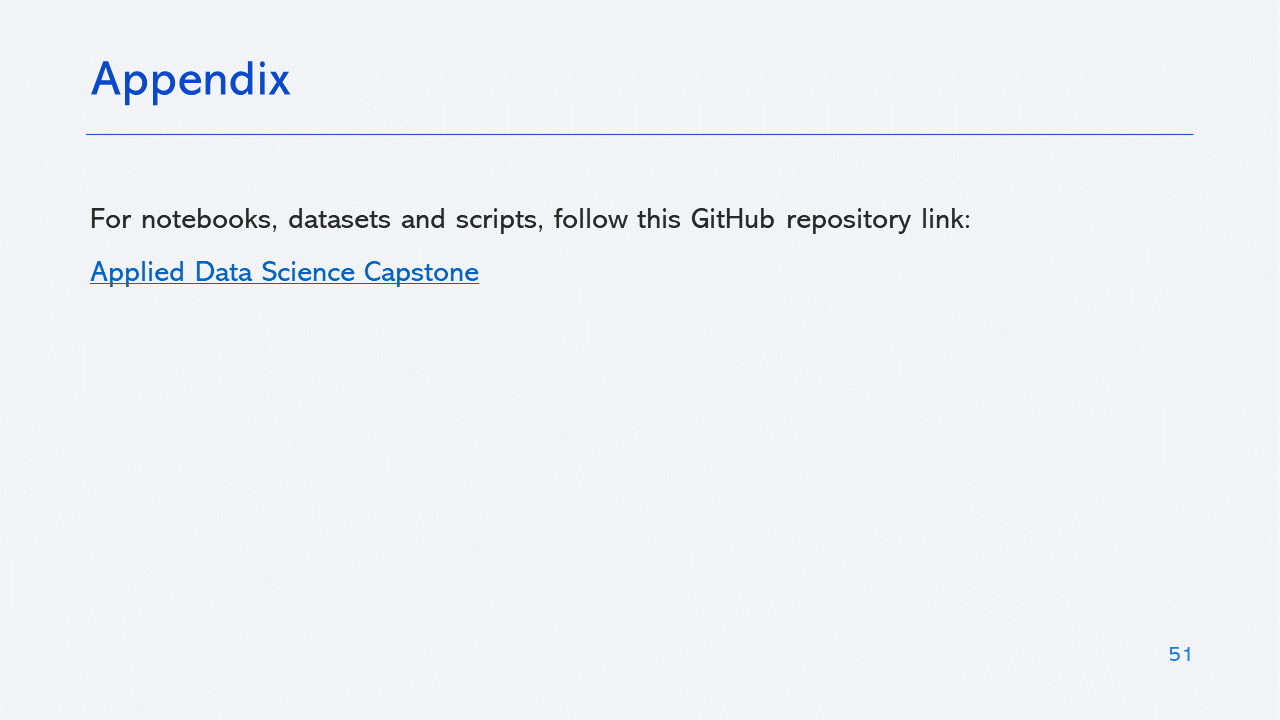 Appendix
For notebooks, datasets and scripts, follow this GitHub repository link:
Applied Data Science Capstone
51